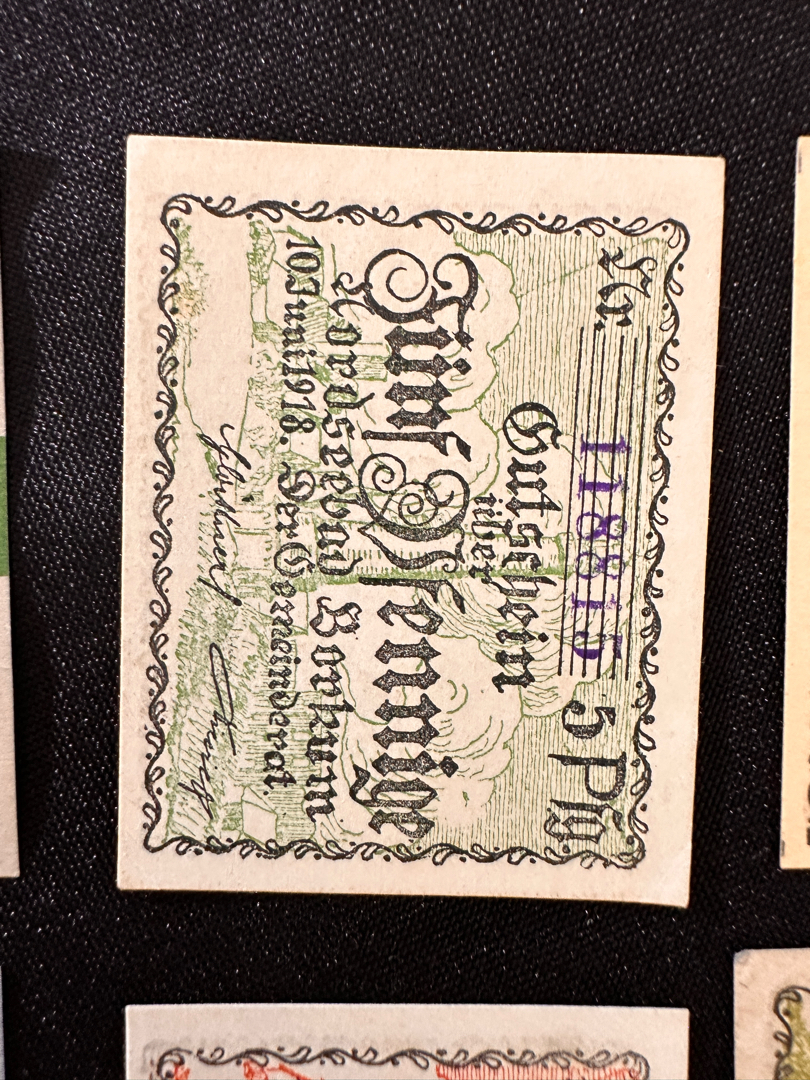 Nr. 118815 5 Pfg.
Gutschein
über
Fünf Pfennige
Nordseebad Borkum
10 Juni 1918. Der Gemeinderat